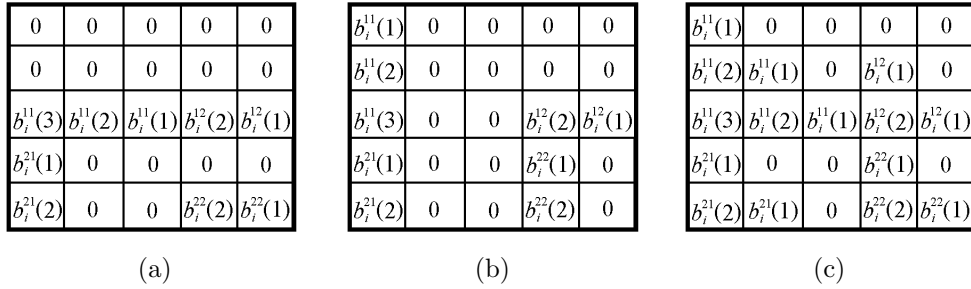 0 0 0 0 0
0 0 0 0 0
b_i^{11}(3) b_i^{11}(2) b_i^{11}(1) b_i^{12}(2) b_i^{12}(1)
b_i^{21}(1) 0 0 0 0
b_i^{21}(2) 0 0 b_i^{22}(2) b_i^{22}(1)
(a)
b_i^{11}(1) 0 0 0 0
b_i^{11}(2) 0 0 0 0
b_i^{11}(3) 0 0 b_i^{12}(2) b_i^{12}(1)
b_i^{21}(1) 0 0 b_i^{22}(1) 0
b_i^{21}(2) 0 0 b_i^{22}(2) 0
(b)
b_i^{11}(1) 0 0 0 0
b_i^{11}(2) b_i^{11}(1) 0 b_i^{12}(1) 0
b_i^{11}(3) b_i^{11}(2) b_i^{11}(1) b_i^{12}(2) b_i^{12}(1)
b_i^{21}(1) 0 0 b_i^{22}(1) 0
b_i^{21}(2) b_i^{21}(1) 0 b_i^{22}(2) b_i^{22}(1)
(c)